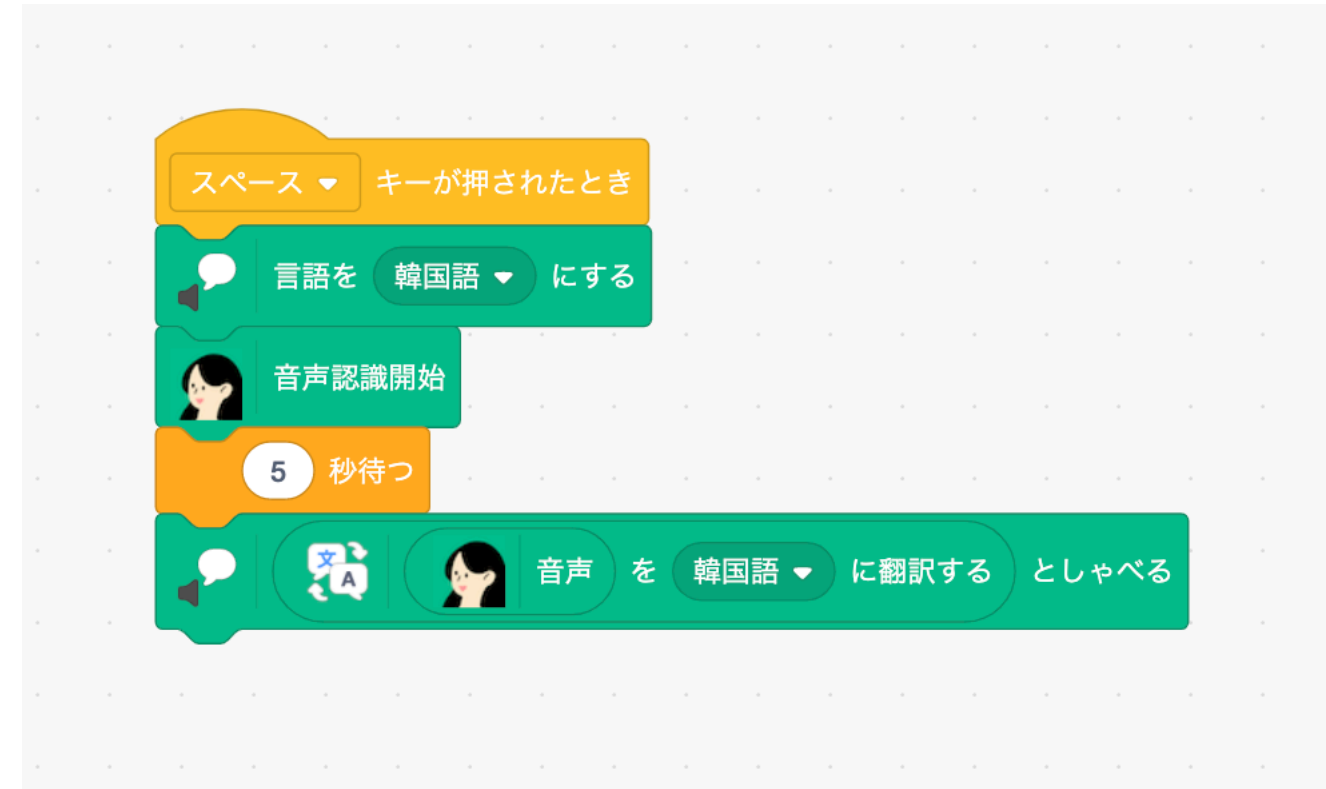 スペース キーが押されたとき
言語を 韓国語 にする
音声認識開始
5 秒待つ
文 A 音声 を 韓国語 に翻訳する としゃべる